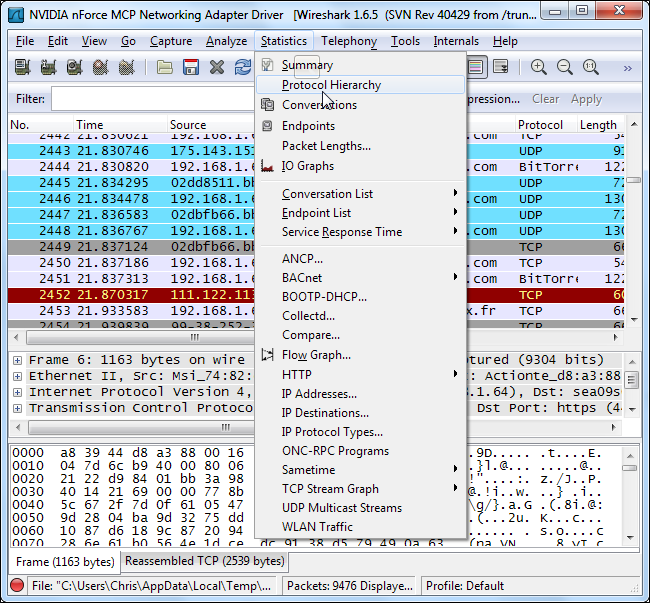 NVIDIA nForce MCP Networking Adapter Driver [Wireshark 1.6.5 (SVN Rev 40429 from /trun...
File Edit View Go Capture Analyze Statistics Telephony Tools Internals Help
Filter: pression... Clear Apply
No. Time Source Protocol Length
2442 21.830621 192.168.1.6 .com TCP 54
2443 21.830746 175.143.151 UDP 91
2444 21.830820 192.168.1.6 .com BitTorre 122
2445 21.834295 02dd8511.bb UDP 72
2446 21.834478 192.168.1.6 .com UDP 130
2447 21.836583 02dbfb66.bb UDP 72
2448 21.836767 192.168.1.6 .com UDP 130
2449 21.837124 02dbfb66.bb TCP 66
2450 21.837186 192.168.1.6 .com TCP 54
2451 21.837313 192.168.1.6 .com BitTorre 122
2452 21.870317 111.122.113 TCP 60
2453 21.933583 192.168.1.6 x.fr TCP 66
2454 21.939839 99-38-252- TCP 66
Summary
Protocol Hierarchy
Conversations
Endpoints
Packet Lengths...
IO Graphs
Conversation List
Endpoint List
Service Response Time
ANCP...
BACnet
BOOTP-DHCP...
Collectd...
Compare...
Flow Graph...
HTTP
IP Addresses...
IP Destinations...
IP Protocol Types...
ONC-RPC Programs
Sametime
TCP Stream Graph
UDP Multicast Streams
WLAN Traffic
Frame 6: 1163 bytes on wire ptured (9304 bits)
Ethernet II, Src: Msi_74:82: : Actionte_d8:a3:88
Internet Protocol Version 4, 8.1.64), Dst: sea09s
Transmission Control Protoco Dst Port: https (4
0000 a8 39 44 d8 a3 88 00 16 .9D..... .t....E.
0010 04 7d 6c b9 40 00 80 06 .}l.@... ........
0020 21 22 d9 84 01 bb 3a 98 !"....:. z./J..P.
0030 40 14 21 69 00 00 77 8b @.!i..w. ..} .i..
0040 5c 67 2f 7d 0f 61 05 47 \g/}.a.G .(.8i.@:
0050 9d 28 04 ba 9d 32 75 dd .(...2u. K...c...
0060 10 87 d6 18 9c 87 20 94 ...... . s.o....c
0070 28 6e 61 b0 56 4e 1d ce dc 91 38 d5 79 49 0a 63 (na.VN.. ..8.yI.c
Frame (1163 bytes) Reassembled TCP (2539 bytes)
File: "C:\Users\Chris\AppData\Local\Temp\... Packets: 9476 Displaye... Profile: Default